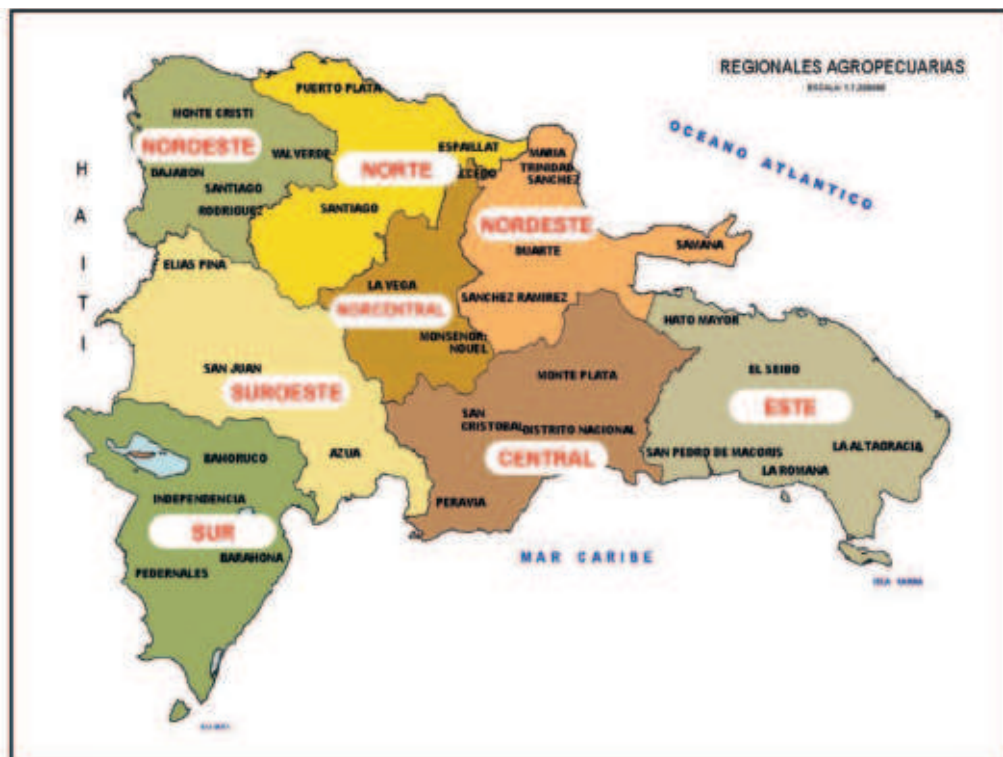 REGIONALES AGROPECUARIAS
PUERTO PLATA
MONTE CRISTI
OCEANO ATLANTICO
NOROESTE
VALVERDE
ESPAILLAT
MARIA
TRINIDAD
SANCHEZ
HAITI
DAJABON
NORTE
LCEDO
SANTIAGO
RODRIGUEZ
SANTIAGO
NORDESTE
DUARTE
SAMANA
ELIAS PINA
LA VEGA
SANCHEZ RAMIREZ
NORCENTRAL
HATO MAYOR
MONSENOR
NOUEL
SAN JUAN
MONTE PLATA
EL SEIBO
SUROESTE
SAN
CRISTOBAL
DISTRITO NACIONAL
ESTE
BAHORUCO
AZUA
CENTRAL
SAN PEDRO DE MACORIS
LA ALTAGRACIA
LA ROMANA
INDEPENDENCIA
PERAVIA
SUR
BARAHONA
MAR CARIBE
PEDERNALES